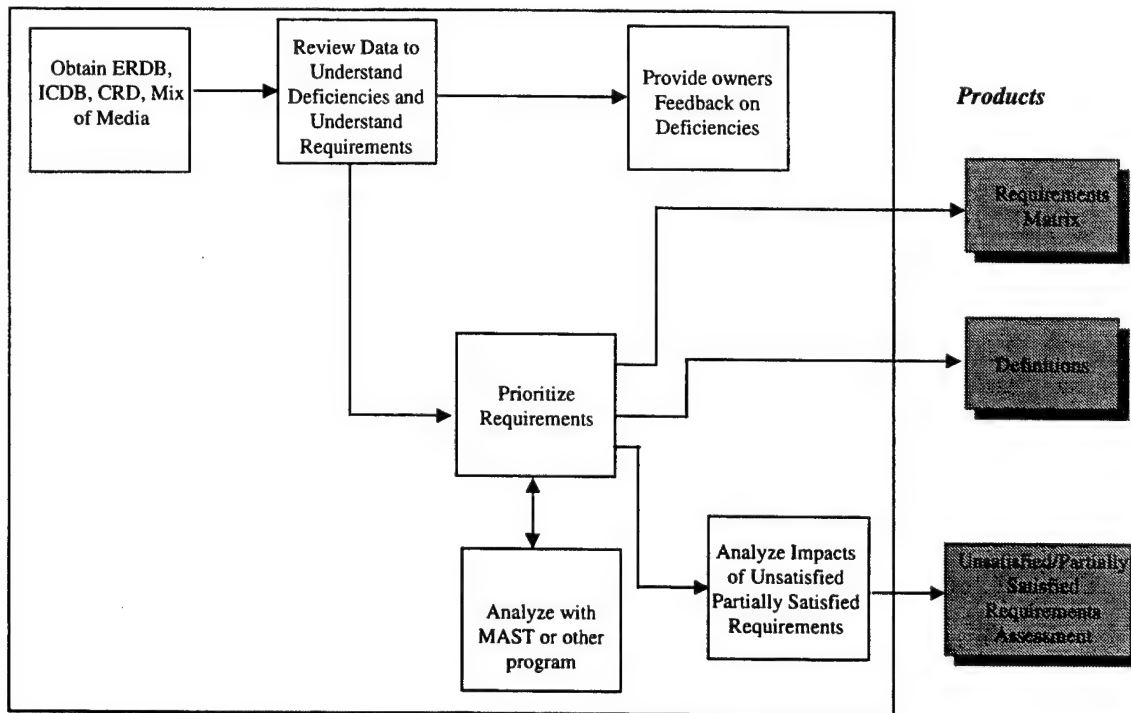 Obtain ERDB,
ICDB, CRD, Mix
of Media
Review Data to
Understand
Deficiencies and
Understand
Requirements
Provide owners
Feedback on
Deficiencies
Products
Requirements
Matrix
Definitions
Prioritize
Requirements
Analyze with
MAST or other
program
Analyze Impacts
of Unsatisfied
Partially Satisfied
Requirements
Unsatisfied/Partially
Satisfied
Requirements
Assessment